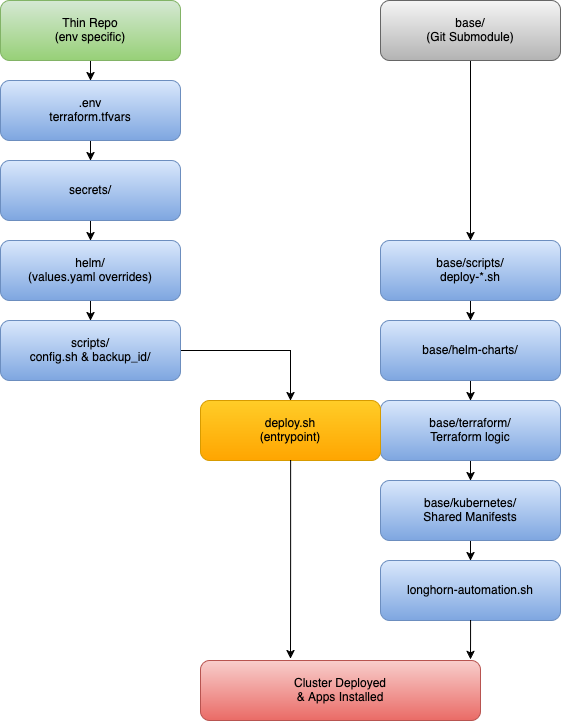 Thin Repo
(env specific)
.env
terraform.tfvars
secrets/
helm/
(values.yaml overrides)
scripts/
config.sh & backup_id/
deploy.sh
(entrypoint)
base/
(Git Submodule)
base/scripts/
deploy-*.sh
base/helm-charts/
base/terraform/
Terraform logic
base/kubernetes/
Shared Manifests
longhorn-automation.sh
Cluster Deployed
& Apps Installed